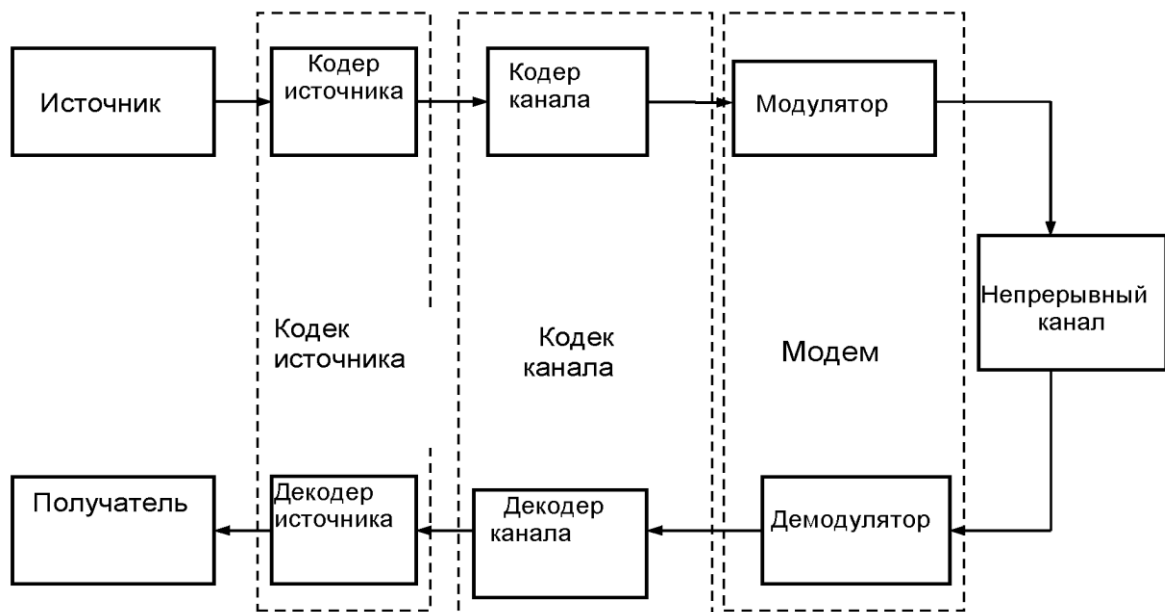 Источник
Кодер
источника
Кодер
канала
Модулятор
Непрерывный
канал
Кодек
источника
Кодек
канала
Модем
Получатель
Декодер
источника
Декодер
канала
Демодулятор